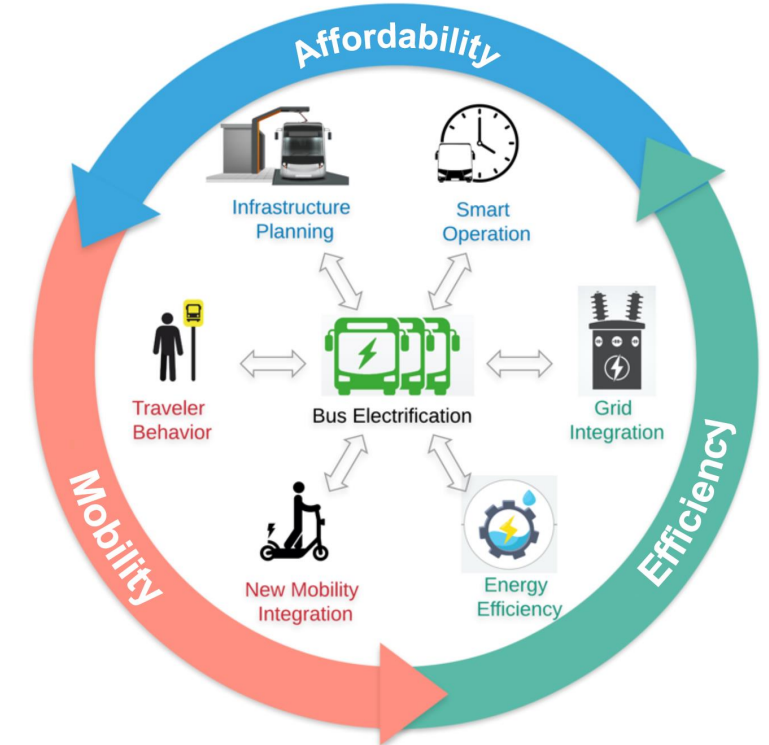 Affordability
Infrastructure
Planning
Smart
Operation
Traveler
Behavior
Bus Electrification
Grid
Integration
Mobility
Efficiency
New Mobility
Integration
Energy
Efficiency